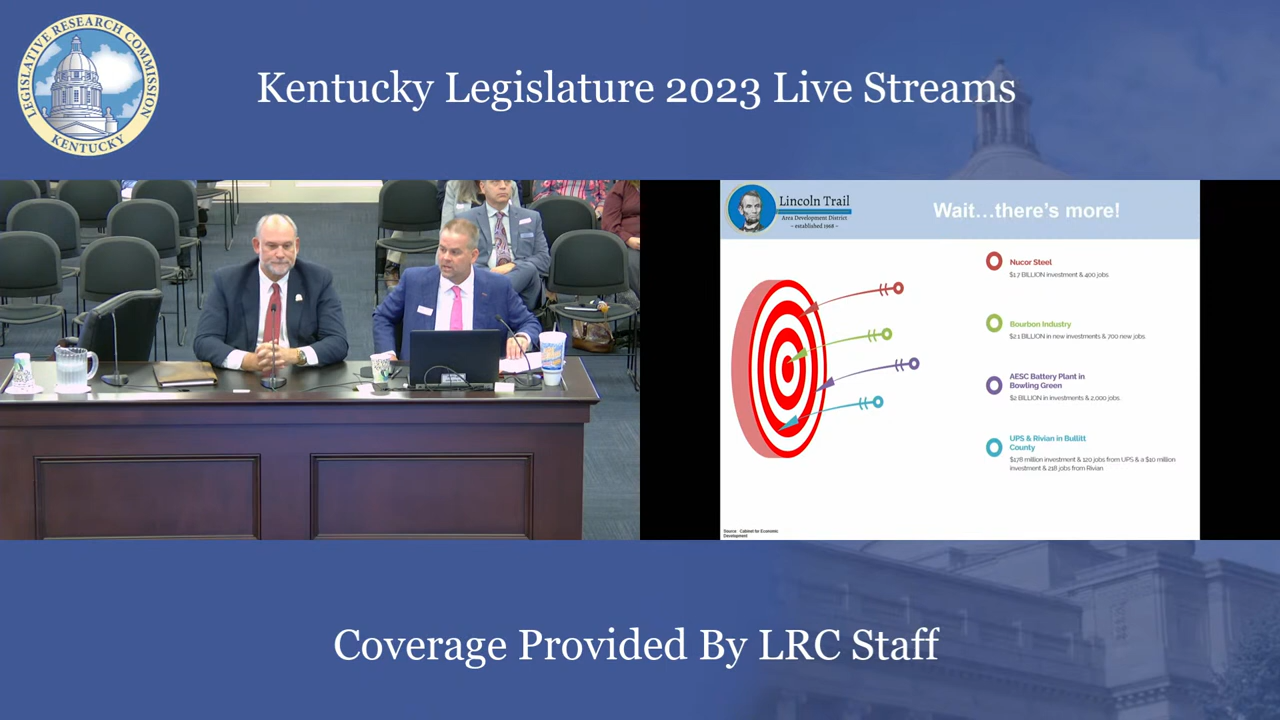 LEGISLATIVE RESEARCH COMMISSION
KENTUCKY
Kentucky Legislature 2023 Live Streams
Lincoln Trail
Area Development District
~ established 1968 ~
Wait...there's more!
Nucor Steel
$1.7 BILLION investment & 400 jobs
Bourbon Industry
$2.1 BILLION in new investments & 700 new jobs
AESC Battery Plant in
Bowling Green
$2 BILLION in investments & 2,000 jobs.
UPS & Rivian in Bullitt
County
$178 million investment & 120 jobs from UPS & a $10 million
investment & 218 jobs from Rivian
Source: Cabinet for Economic
Development
Coverage Provided By LRC Staff